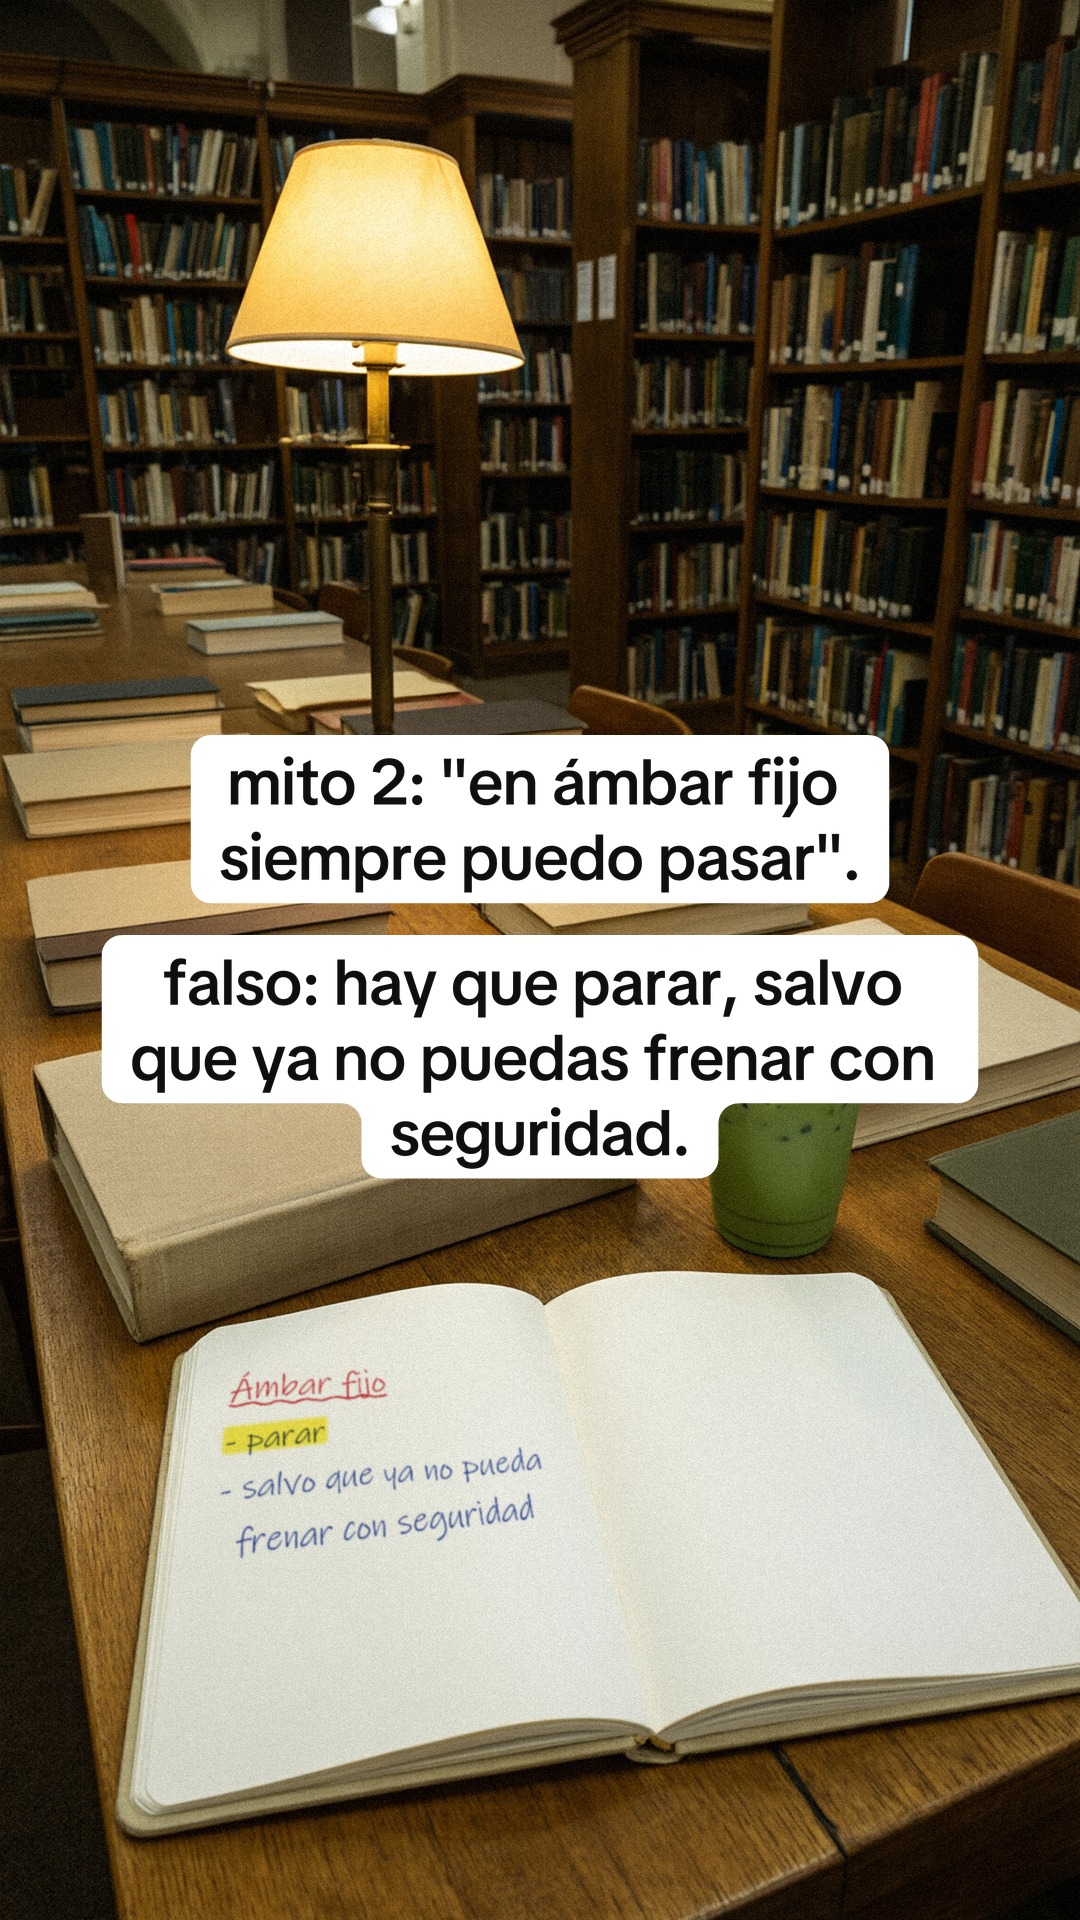 mito 2: "en ámbar fijo
siempre puedo pasar".
falso: hay que parar, salvo
que ya no puedas frenar con
seguridad.
Ámbar fijo
- parar
- salvo que ya no pueda
frenar con seguridad